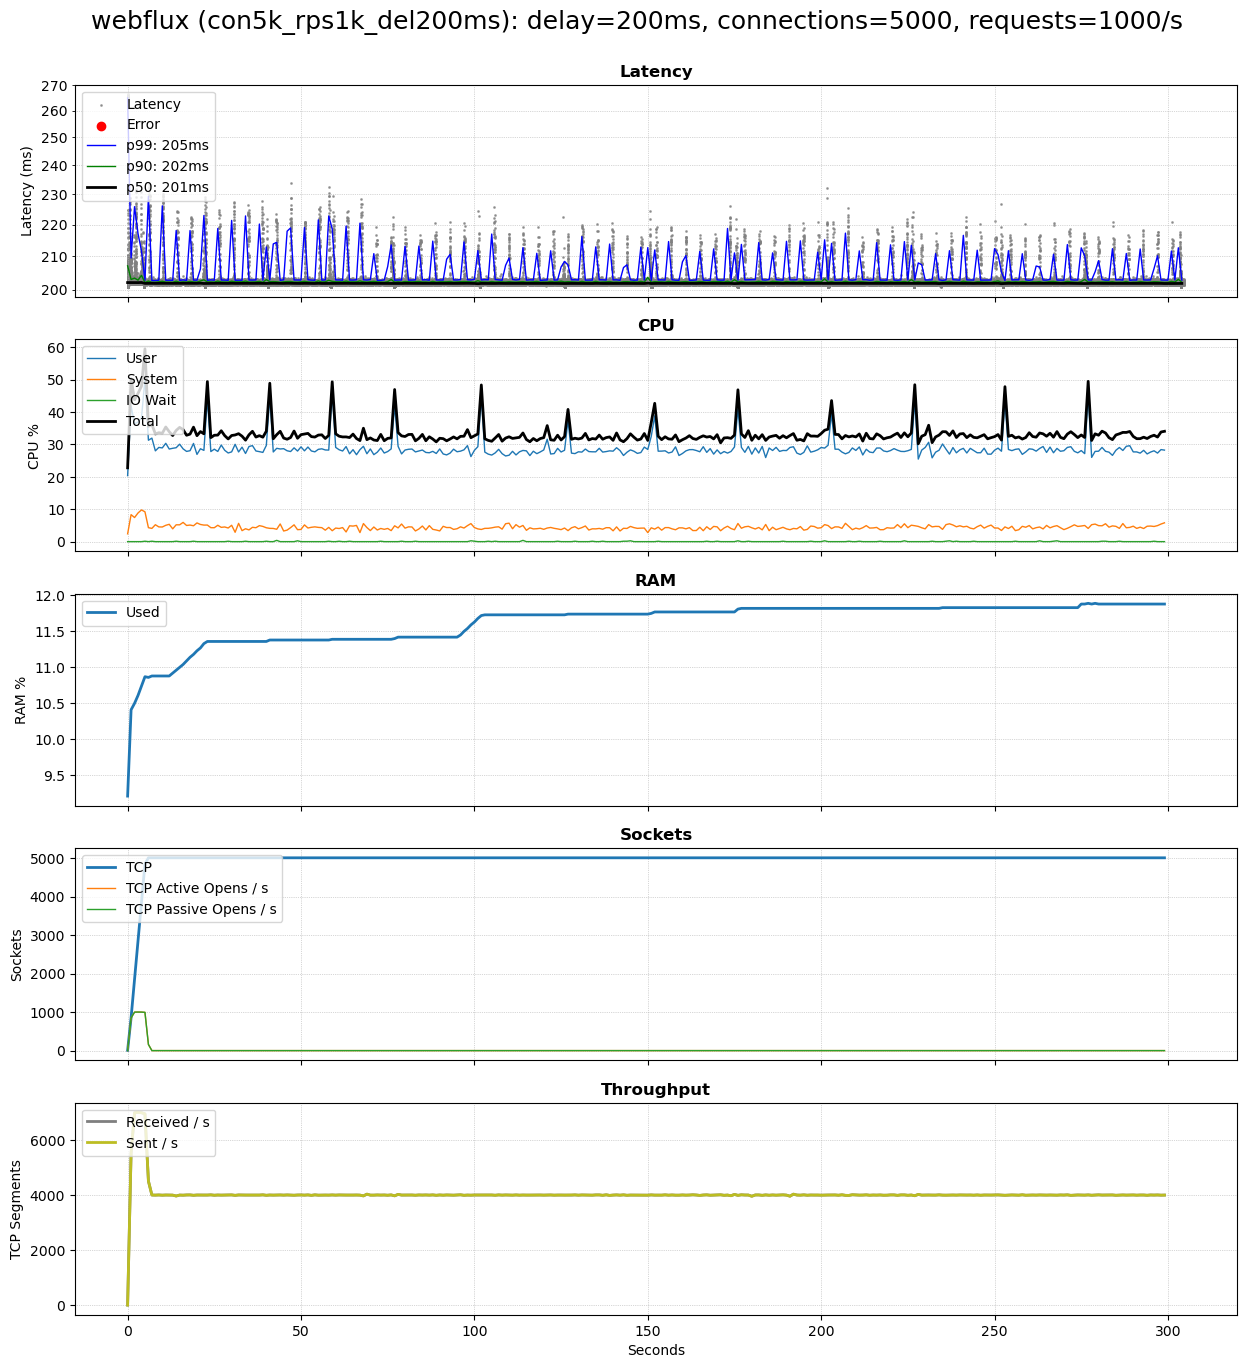 webflux (con5k_rps1k_del200ms): delay=200ms, connections=5000, requests=1000/s
Latency
270
260
250
240
230
220
210
200
Latency (ms)
Latency
Error
p99: 205ms
p90: 202ms
p50: 201ms
CPU
60
50
40
30
20
10
0
CPU %
User
System
IO Wait
Total
RAM
12.0
11.5
11.0
10.5
10.0
9.5
RAM %
Used
Sockets
5000
4000
3000
2000
1000
0
Sockets
TCP
TCP Active Opens / s
TCP Passive Opens / s
Throughput
6000
4000
2000
0
TCP Segments
Received / s
Sent / s
0 50 100 150 200 250 300
Seconds